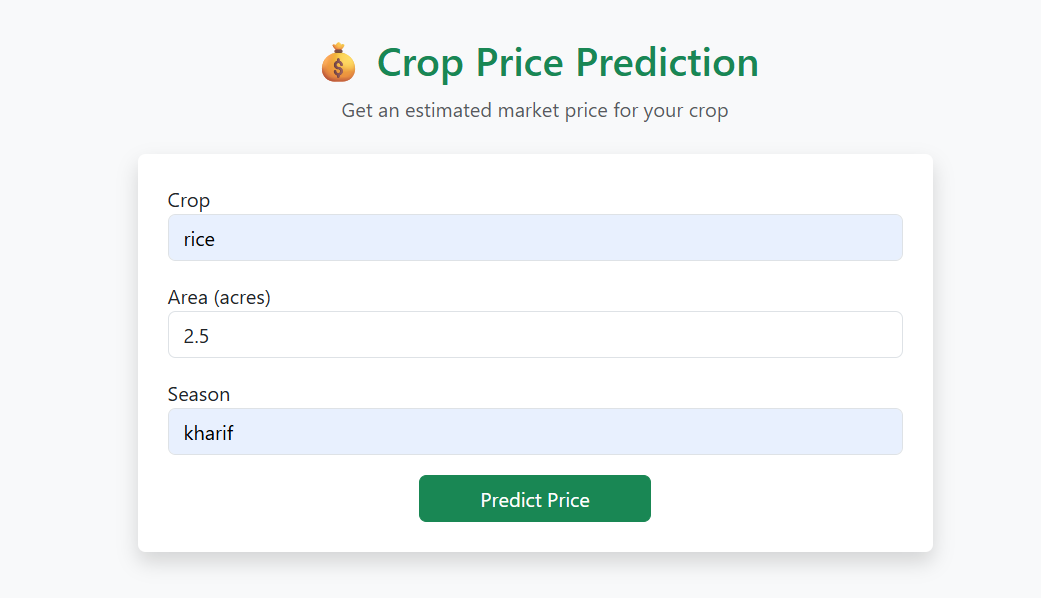 Crop Price Prediction
Get an estimated market price for your crop
Crop
rice
Area (acres)
2.5
Season
kharif
Predict Price